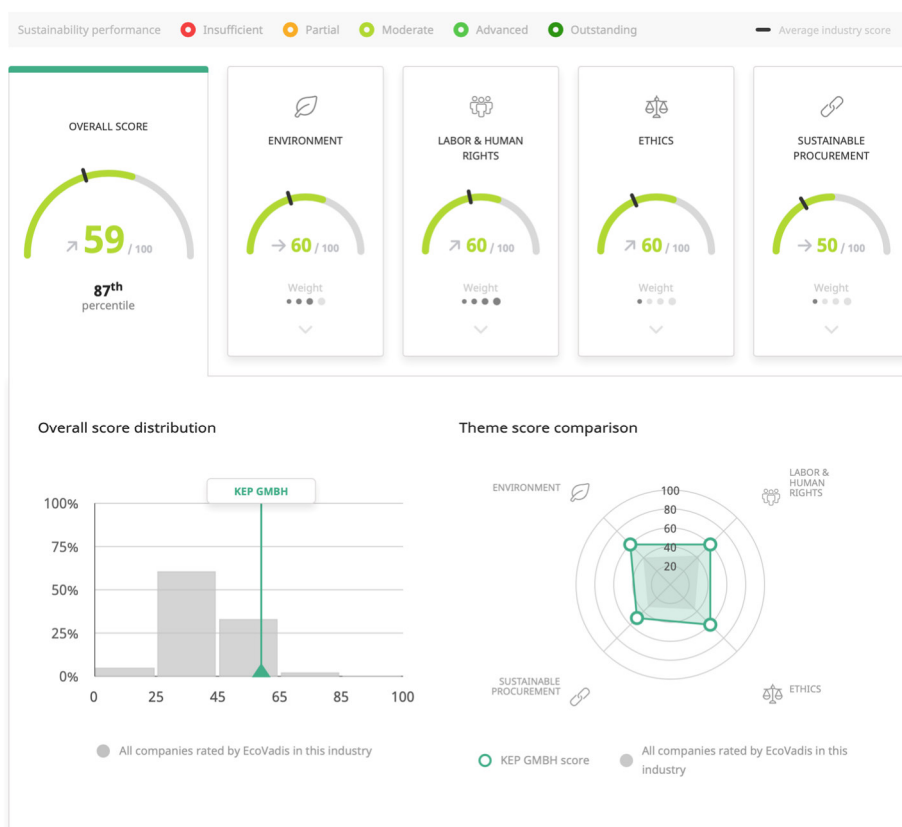 Sustainability performance Insufficient Partial Moderate Advanced Outstanding Average industry score
OVERALL SCORE
59 / 100
87th
percentile
ENVIRONMENT
60 / 100
Weight
LABOR & HUMAN
RIGHTS
60 / 100
Weight
ETHICS
60 / 100
Weight
SUSTAINABLE
PROCUREMENT
50 / 100
Weight
Overall score distribution
KEP GMBH
100%
75%
50%
25%
0%
0 25 45 65 85 100
All companies rated by EcoVadis in this industry
Theme score comparison
ENVIRONMENT
LABOR &
HUMAN
RIGHTS
100
80
60
40
20
SUSTAINABLE
PROCUREMENT
ETHICS
KEP GMBH score
All companies rated by EcoVadis in this
industry